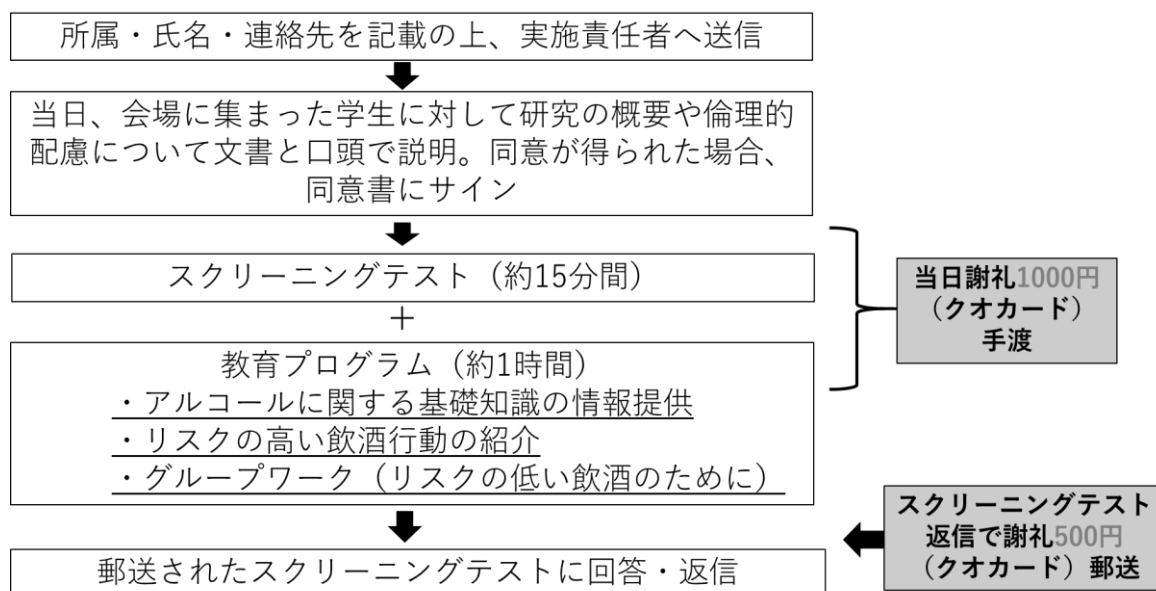 所属・氏名・連絡先を記載の上、実施責任者へ送信
当日、会場に集まった学生に対して研究の概要や倫理的
配慮について文書と口頭で説明。同意が得られた場合、
同意書にサイン
スクリーニングテスト（約15分間）
＋
教育プログラム（約1時間）
・アルコールに関する基礎知識の情報提供
・リスクの高い飲酒行動の紹介
・グループワーク（リスクの低い飲酒のために）
当日謝礼1000円
（クオカード）
手渡
郵送されたスクリーニングテストに回答・返信
スクリーニングテスト
返信で謝礼500円
（クオカード）郵送